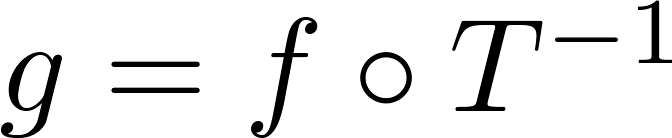 g = f ∘ T⁻¹